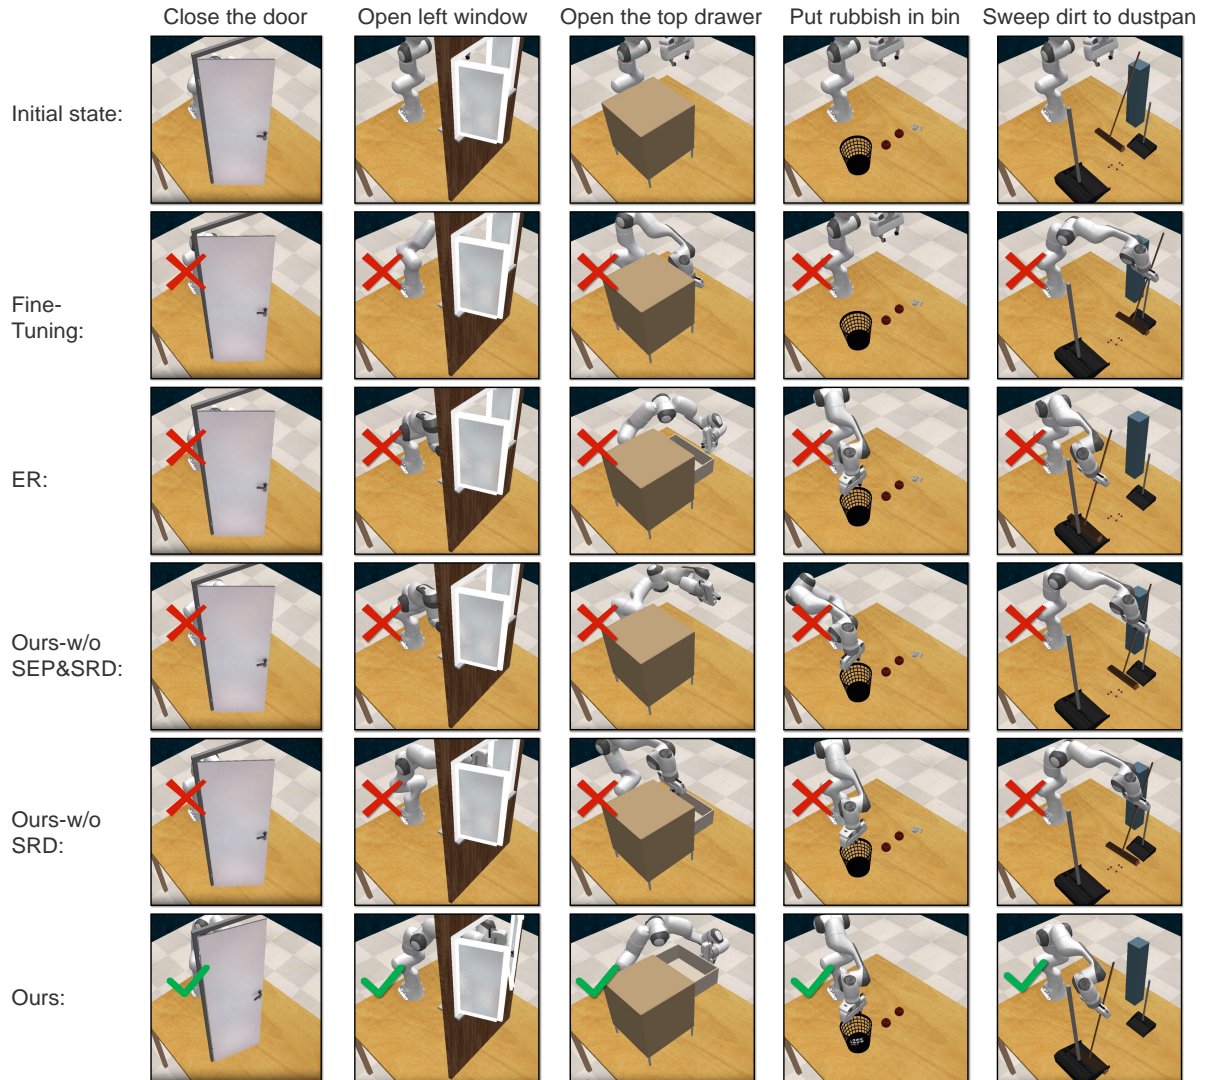 Close the door
Open left window
Open the top drawer
Put rubbish in bin
Sweep dirt to dustpan
Initial state:
Fine-
Tuning:
ER:
Ours-w/o
SEP&SRD:
Ours-w/o
SRD:
Ours: